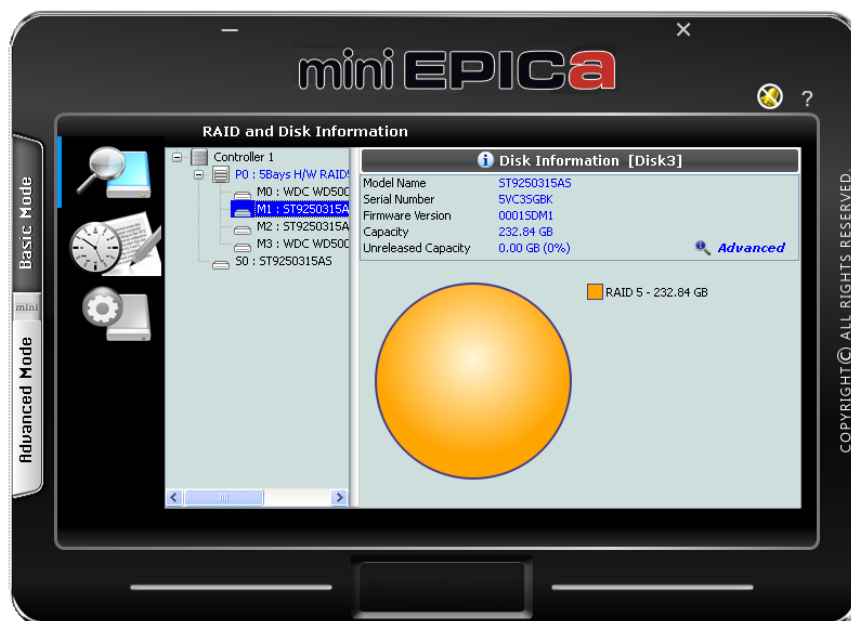 mini EPICa
?
RAID and Disk Information
Basic Mode
mini
Advanced Mode
Controller 1
P0 : 5Bays H/W RAID
M0 : WDC WD500
M1 : ST9250315A
M2 : ST9250315A
M3 : WDC WD500
S0 : ST9250315AS
Disk Information [Disk3]
Model Name ST9250315AS
Serial Number 5VC3SGBK
Firmware Version 0001SDM1
Capacity 232.84 GB
Unreleased Capacity 0.00 GB (0%)
Advanced
RAID 5 - 232.84 GB
COPYRIGHT© ALL RIGHTS RESERVED.